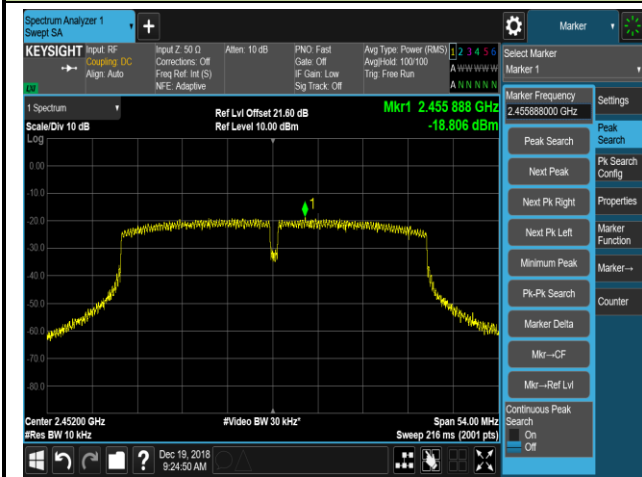 Spectrum Analyzer 1
Swept SA
+
Marker
KEYSIGHT
Input: RF
Coupling: DC
Align: Auto
Input Z: 50 Ω
Corrections: Off
Freq Ref: Int (S)
NFE: Adaptive
Atten: 10 dB
PNO: Fast
Gate: Off
IF Gain: Low
Sig Track: Off
Avg Type: Power (RMS)
Avg|Hold: 100/100
Trig: Free Run
1 2 3 4 5 6
A W W W W W
A N N N N N
Select Marker
Marker 1
1 Spectrum
Scale/Div 10 dB
Log
Ref Lvl Offset 21.60 dB
Ref Level 10.00 dBm
Mkr1 2.455 888 GHz
-18.806 dBm
0.00
-10.0
-20.0
-30.0
-40.0
-50.0
-60.0
-70.0
-80.0
1
Center 2.45200 GHz
#Res BW 10 kHz
#Video BW 30 kHz*
Span 54.00 MHz
Sweep 216 ms (2001 pts)
Marker Frequency
2.455888000 GHz
Peak Search
Next Peak
Next Pk Right
Next Pk Left
Minimum Peak
Pk-Pk Search
Marker Delta
Mkr→CF
Mkr→Ref Lvl
Continuous Peak
Search
On
Off
Settings
Peak
Search
Pk Search
Config
Properties
Marker
Function
Marker→
Counter
?
Dec 19, 2018
9:24:50 AM